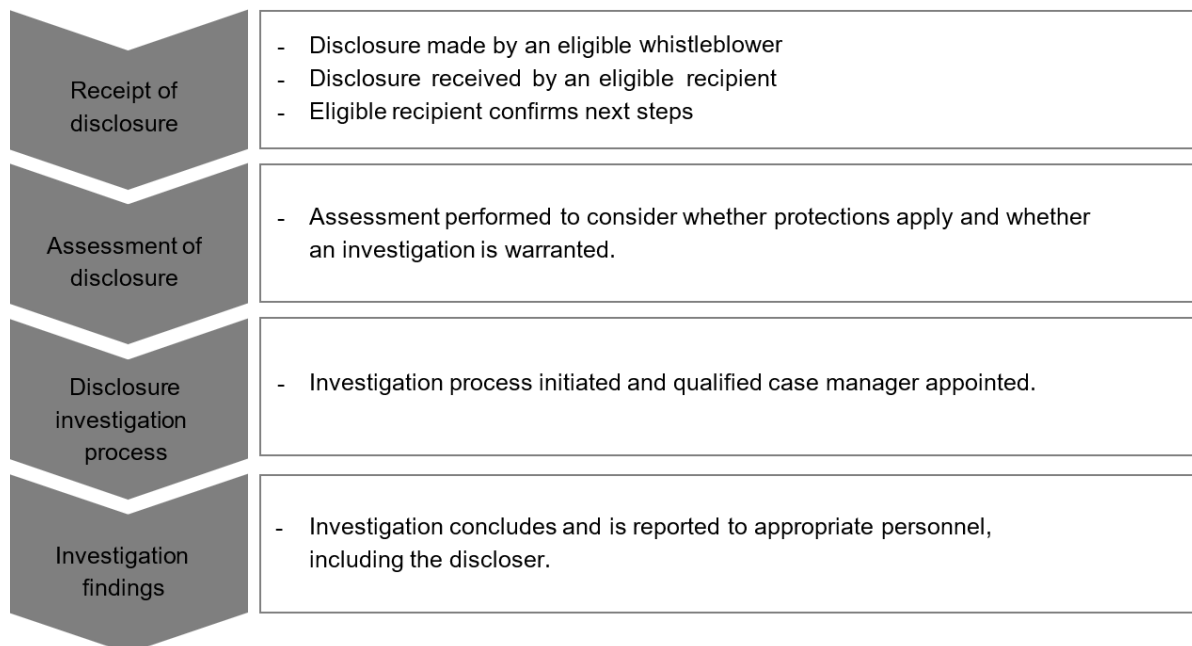 Receipt of
disclosure
- Disclosure made by an eligible whistleblower
- Disclosure received by an eligible recipient
- Eligible recipient confirms next steps
Assessment of
disclosure
- Assessment performed to consider whether protections apply and whether
an investigation is warranted.
Disclosure
investigation
process
- Investigation process initiated and qualified case manager appointed.
Investigation
findings
- Investigation concludes and is reported to appropriate personnel,
including the discloser.